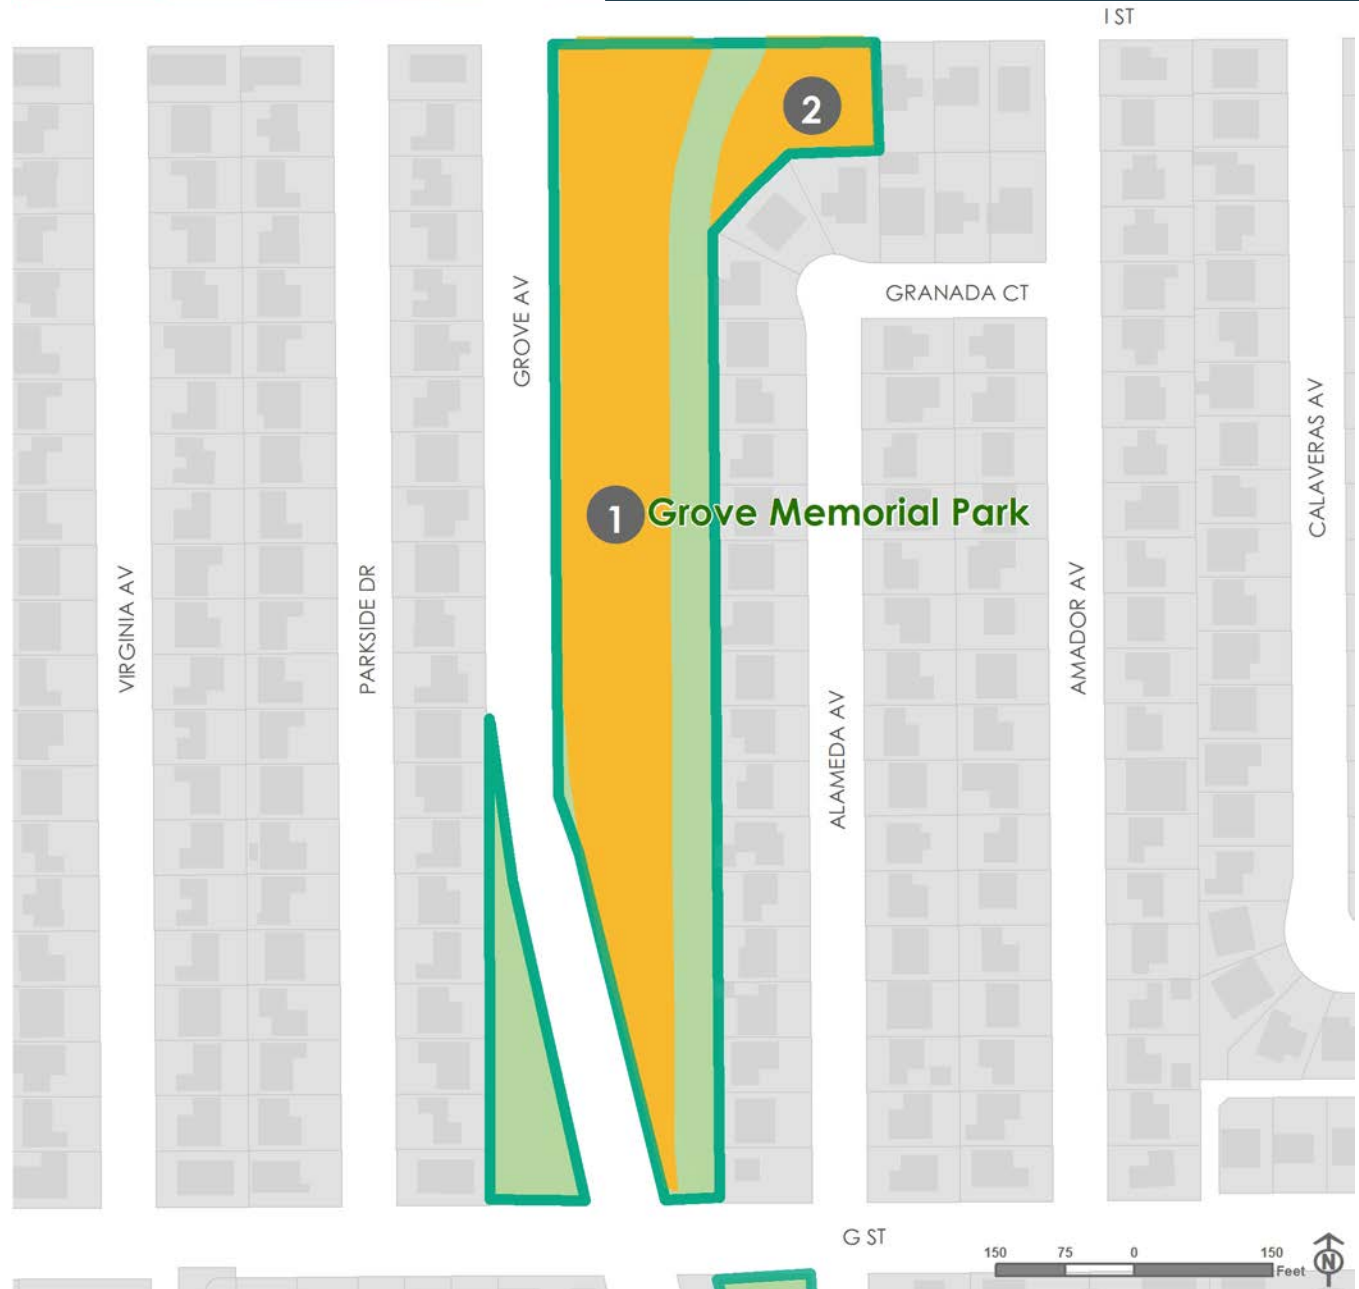 I ST
2
GROVE AV
GRANADA CT
CALAVERAS AV
1
Grove Memorial Park
VIRGINIA AV
PARKSIDE DR
AMADOR AV
ALAMEDA AV
G ST
150 75 0 150
Feet
N